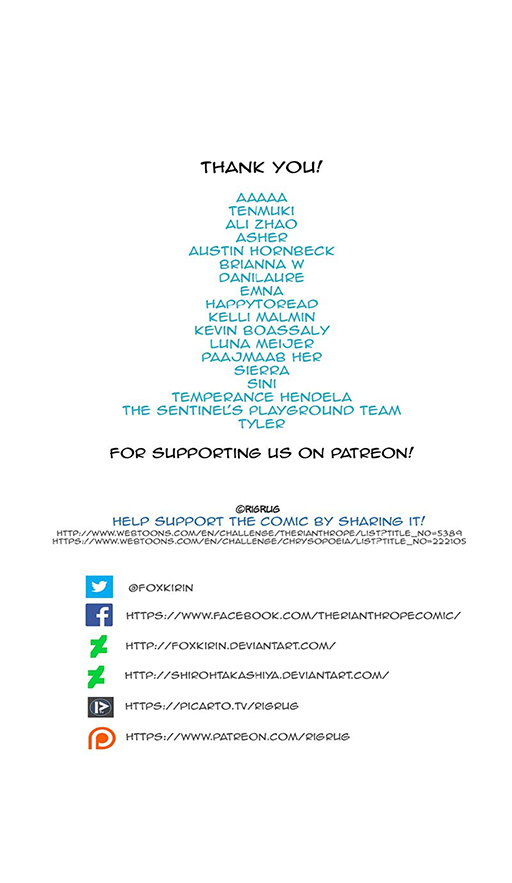 THANK YOU!
AAAAA
TENMUKI
ALI ZHAO
ASHER
AUSTIN HORNBECK
BRIANNA W
DANILAURE
EMNA
HAPPYTOREAD
KELLI MALMIN
KEVIN BOASSALY
LUNA MEIJER
PAAJMAAB HER
SIERRA
SINI
TEMPERANCE HENDELA
THE SENTINEL'S PLAYGROUND TEAM
TYLER
FOR SUPPORTING US ON PATREON!
©RIGRUG
HELP SUPPORT THE COMIC BY SHARING IT!
HTTP://WWW.WEBTOONS.COM/EN/CHALLENGE/THERIANTHROPE/LIST?TITLE_NO=5389
HTTPS://WWW.WEBTOONS.COM/EN/CHALLENGE/CHRYSOPOEIA/LIST?TITLE_NO=222105
@FOXKIRIN
HTTPS://WWW.FACEBOOK.COM/THERIANTHROPECOMIC/
HTTP://FOXKIRIN.DEVIANTART.COM/
HTTP://SHIROHTAKASHIYA.DEVIANTART.COM/
HTTPS://PICARTO.TV/RIGRUG
HTTPS://WWW.PATREON.COM/RIGRUG